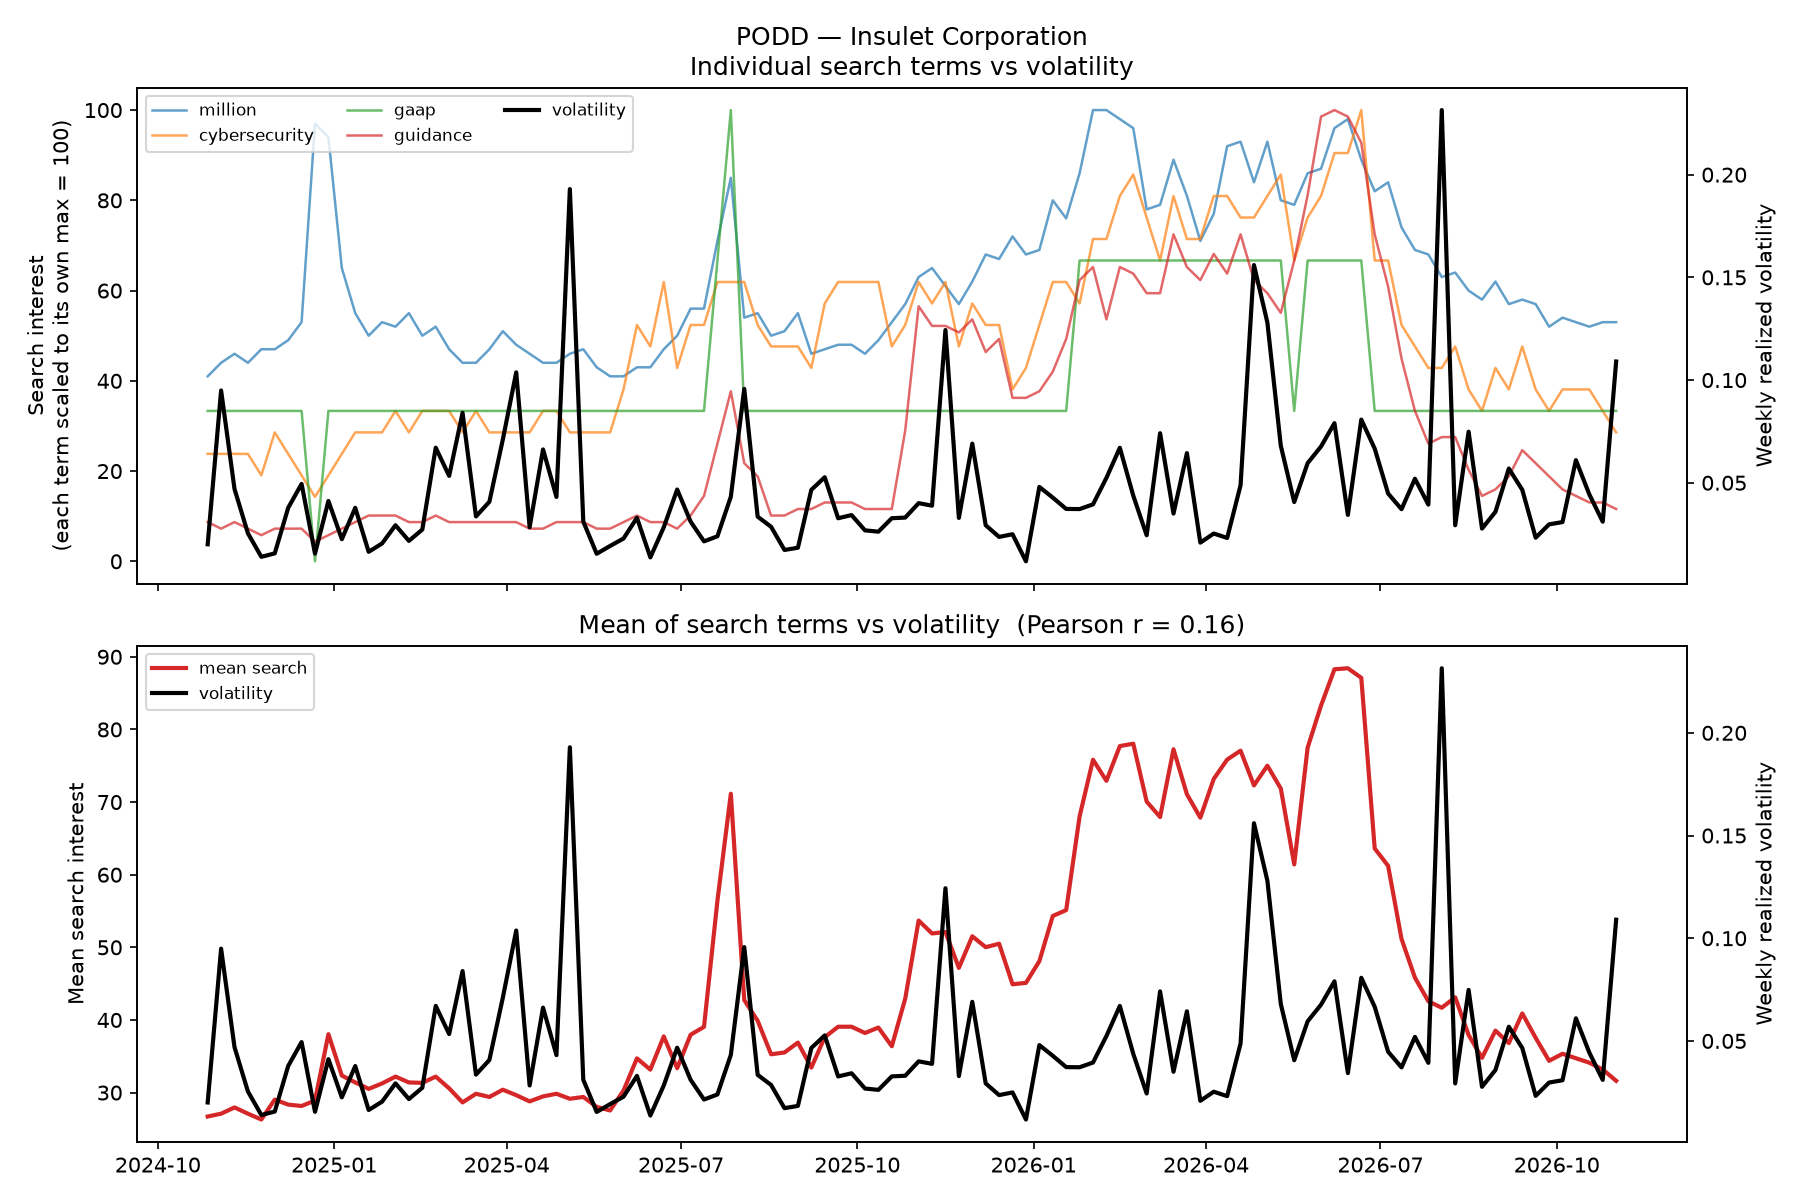 PODD — Insulet Corporation
Individual search terms vs volatility
million
cybersecurity
gaap
guidance
volatility
Search interest
(each term scaled to its own max = 100)
100
80
60
40
20
0
0.20
0.15
0.10
0.05
Weekly realized volatility
Mean of search terms vs volatility  (Pearson r = 0.16)
mean search
volatility
Mean search interest
90
80
70
60
50
40
30
0.20
0.15
0.10
0.05
Weekly realized volatility
2024-10
2025-01
2025-04
2025-07
2025-10
2026-01
2026-04
2026-07
2026-10